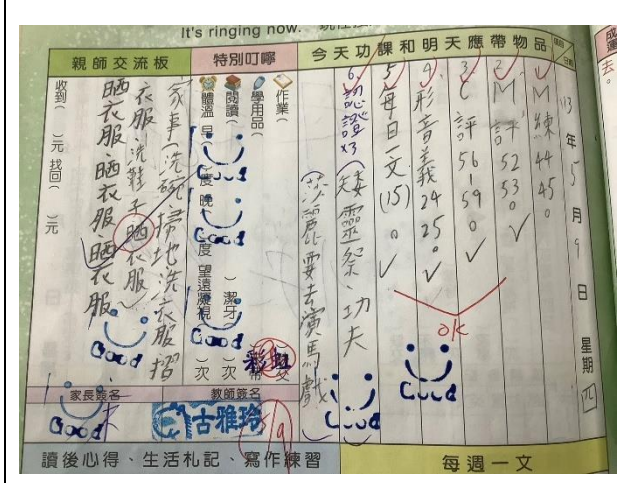 It's ringing now.
今天功課和明天應帶物品
特別叮嚀
親師交流板
113年5月9日 星期四
1. M練44 45。
2. M評52 53。
3. C評56-59。
4. 形音義24 25。
5. 每日一文(15)。
6. 認證x3(矮靈祭、功夫
莎麗要去演馬戲)
ok
Good
Good
作業(
學用品(
閱讀( )潔牙( )次
體溫 早( )度 晚( )度 望遠凝視( )次
Good
Good
家事(洗碗掃地洗衣服摺
衣服洗鞋子晒衣服
晒衣服晒衣服晒衣服
Good
收到( )元 找回( )元
教師簽名
古雅玲
5/9
家長簽名
Good
每週一文
讀後心得、生活札記、寫作練習
去。